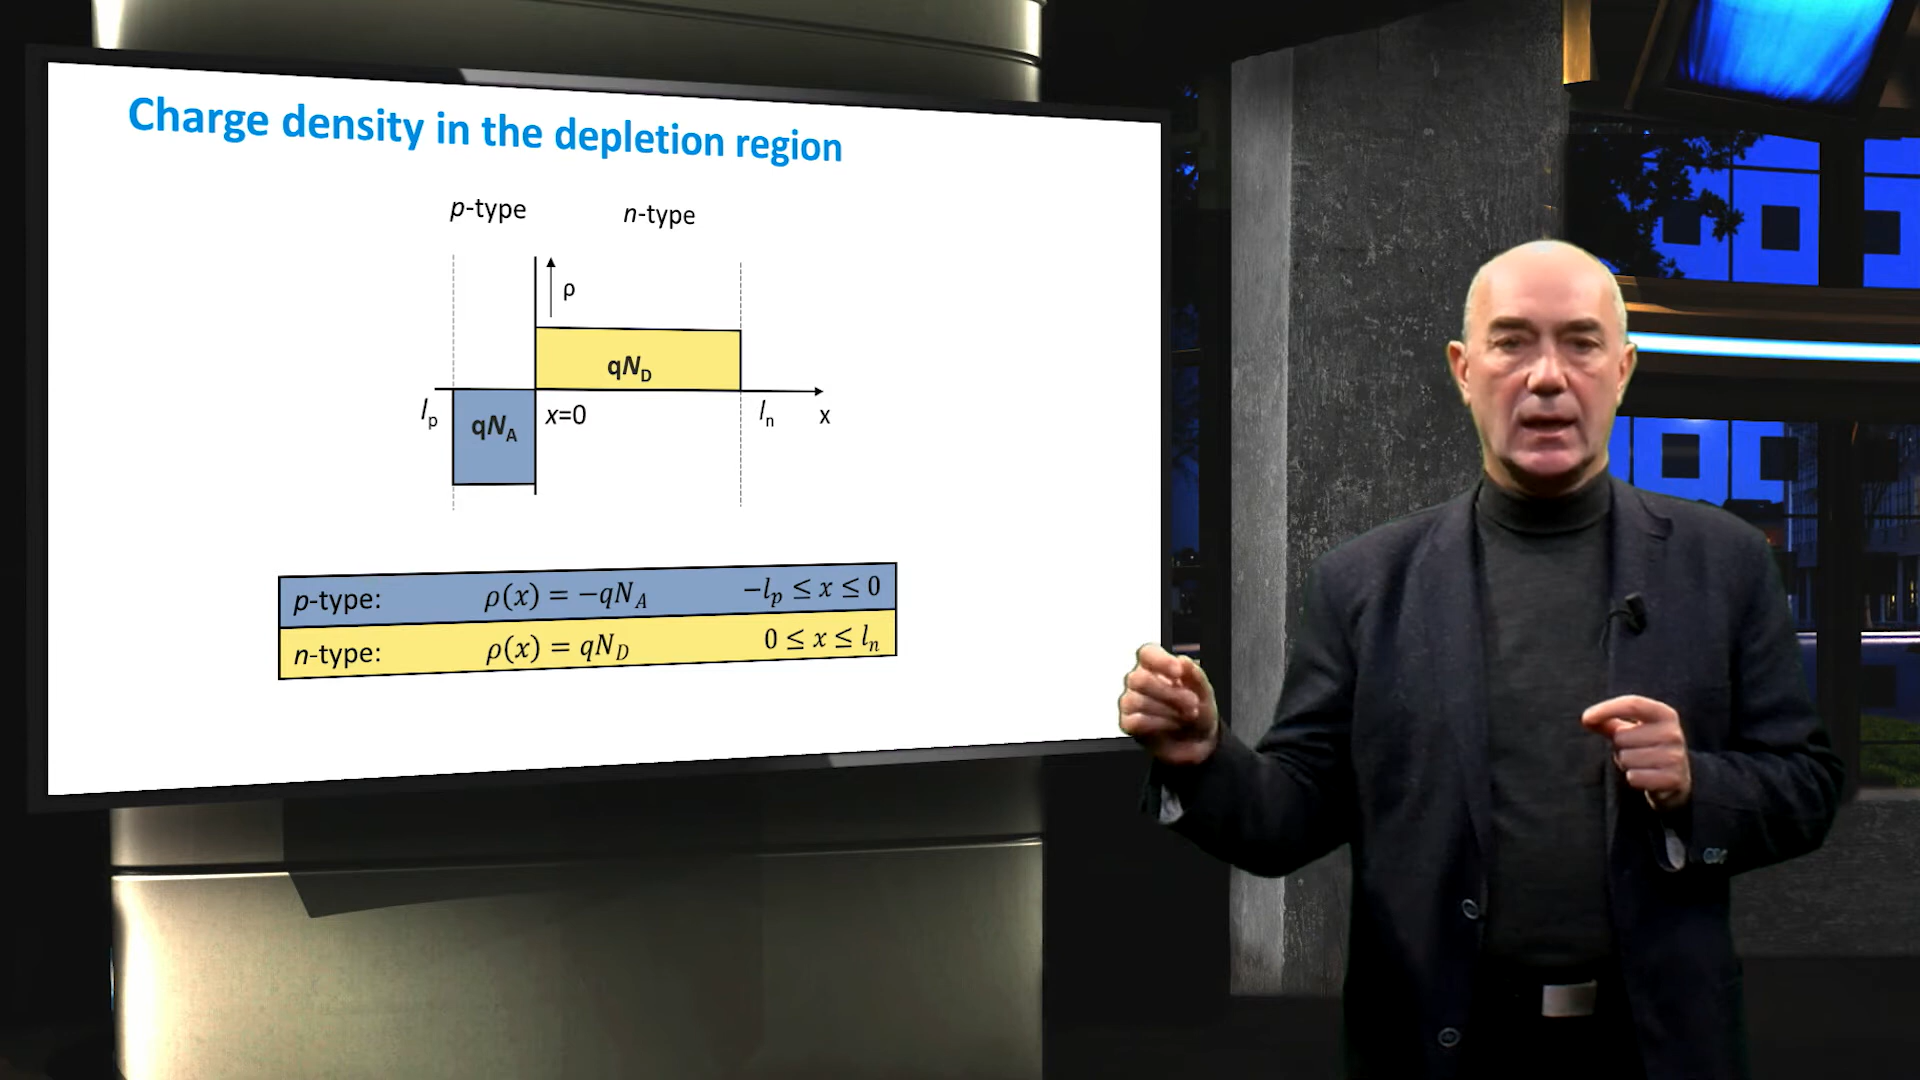 Charge density in the depletion region
p-type n-type
ρ
qN_D
l_p qN_A x=0 l_n x
p-type: ρ(x) = −qN_A −l_p ≤ x ≤ 0
n-type: ρ(x) = qN_D 0 ≤ x ≤ l_n